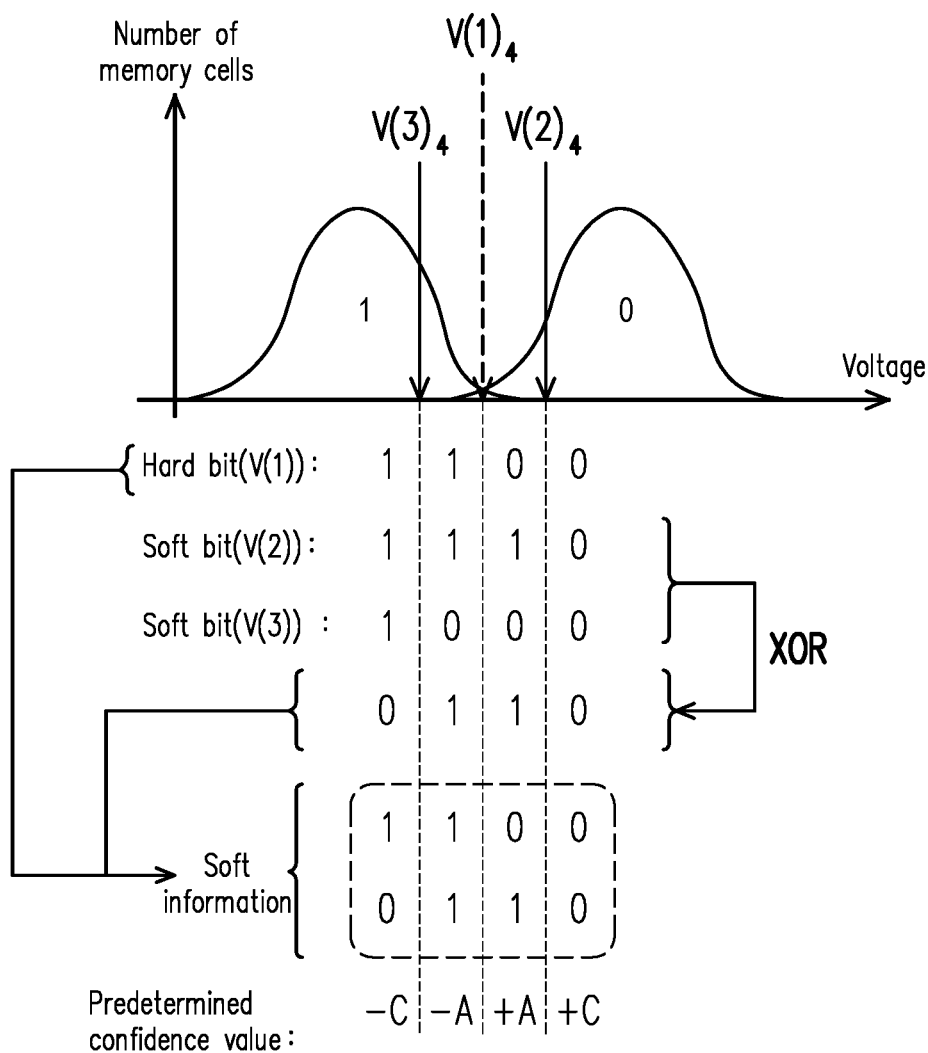 Number of
memory cells
V(1)₄
V(3)₄ V(2)₄
1 0
Voltage
Hard bit(V(1)): 1 1 0 0
Soft bit(V(2)): 1 1 1 0
Soft bit(V(3)) : 1 0 0 0
XOR
0 1 1 0
1 1 0 0
Soft
information
0 1 1 0
Predetermined
confidence value: -C -A +A +C